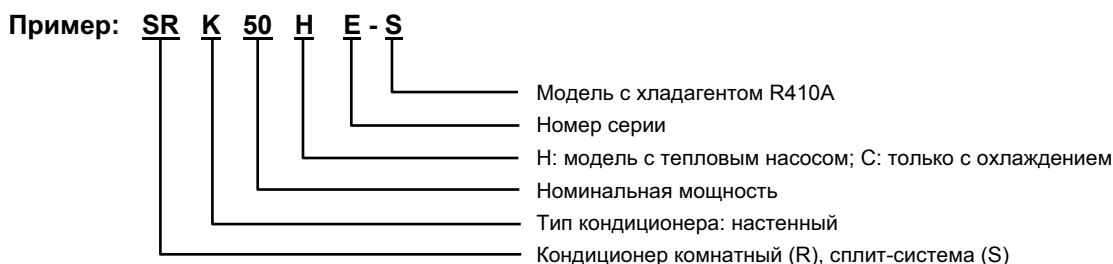 Пример: SR K 50 H E - S
Модель с хладагентом R410A
Номер серии
H: модель с тепловым насосом; C: только с охлаждением
Номинальная мощность
Тип кондиционера: настенный
Кондиционер комнатный (R), сплит-система (S)